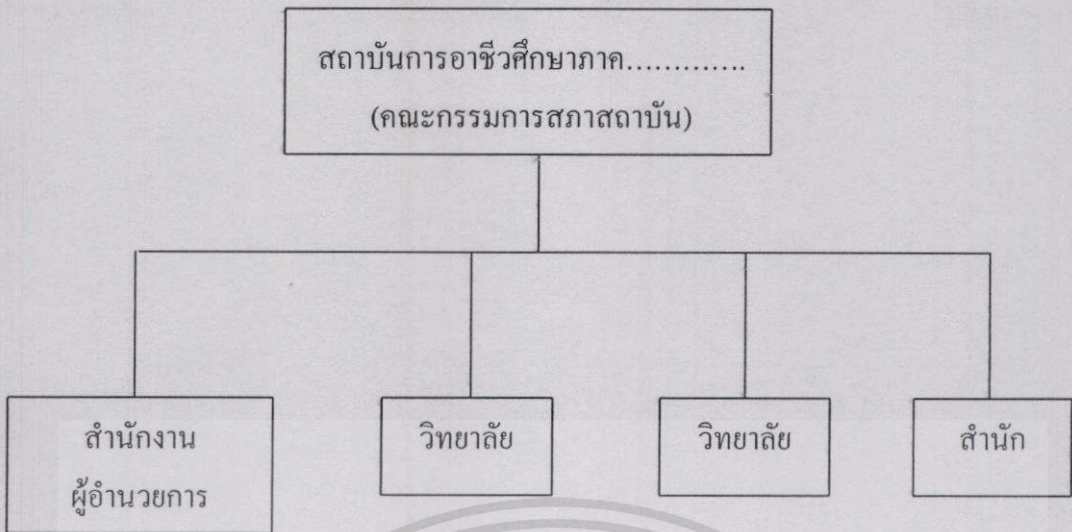 สถาบันการอาชีวศึกษาภาค.............
(คณะกรรมการสภาสถาบัน)
สำนักงาน
ผู้อำนวยการ
วิทยาลัย
วิทยาลัย
สำนัก